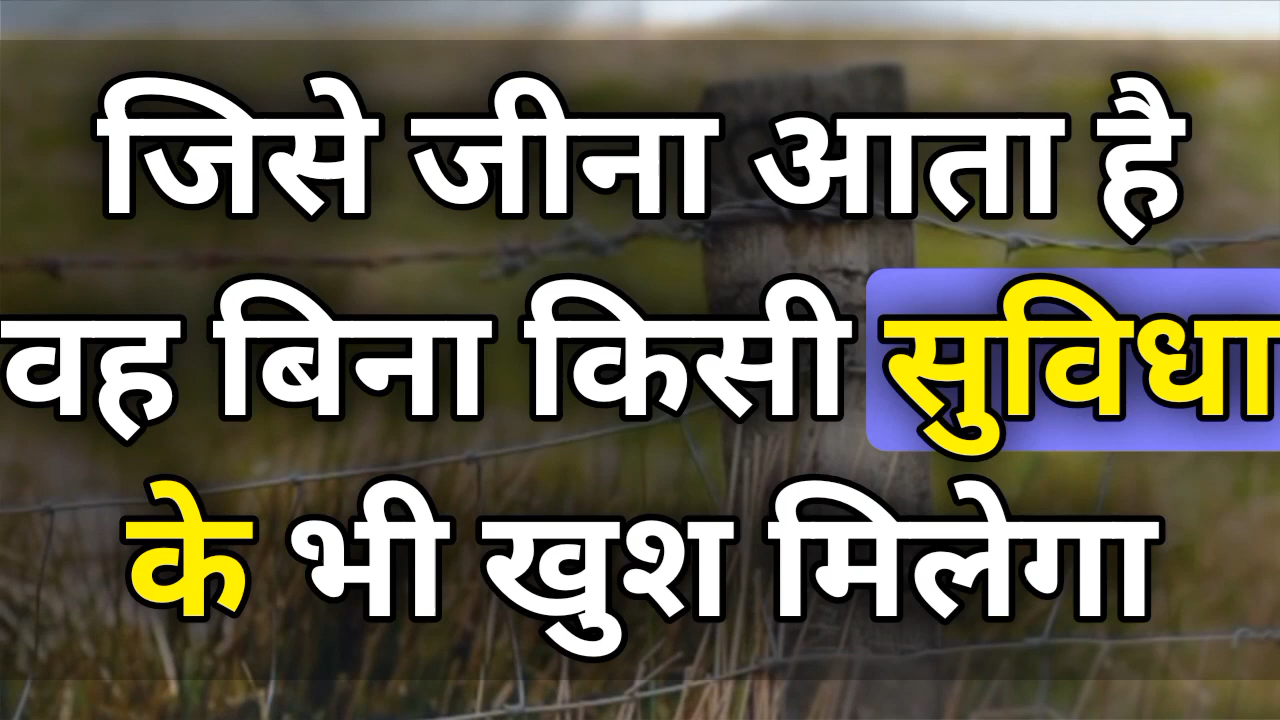 जिसे जीना आता है
वह बिना किसी सुविधा
के भी खुश मिलेगा